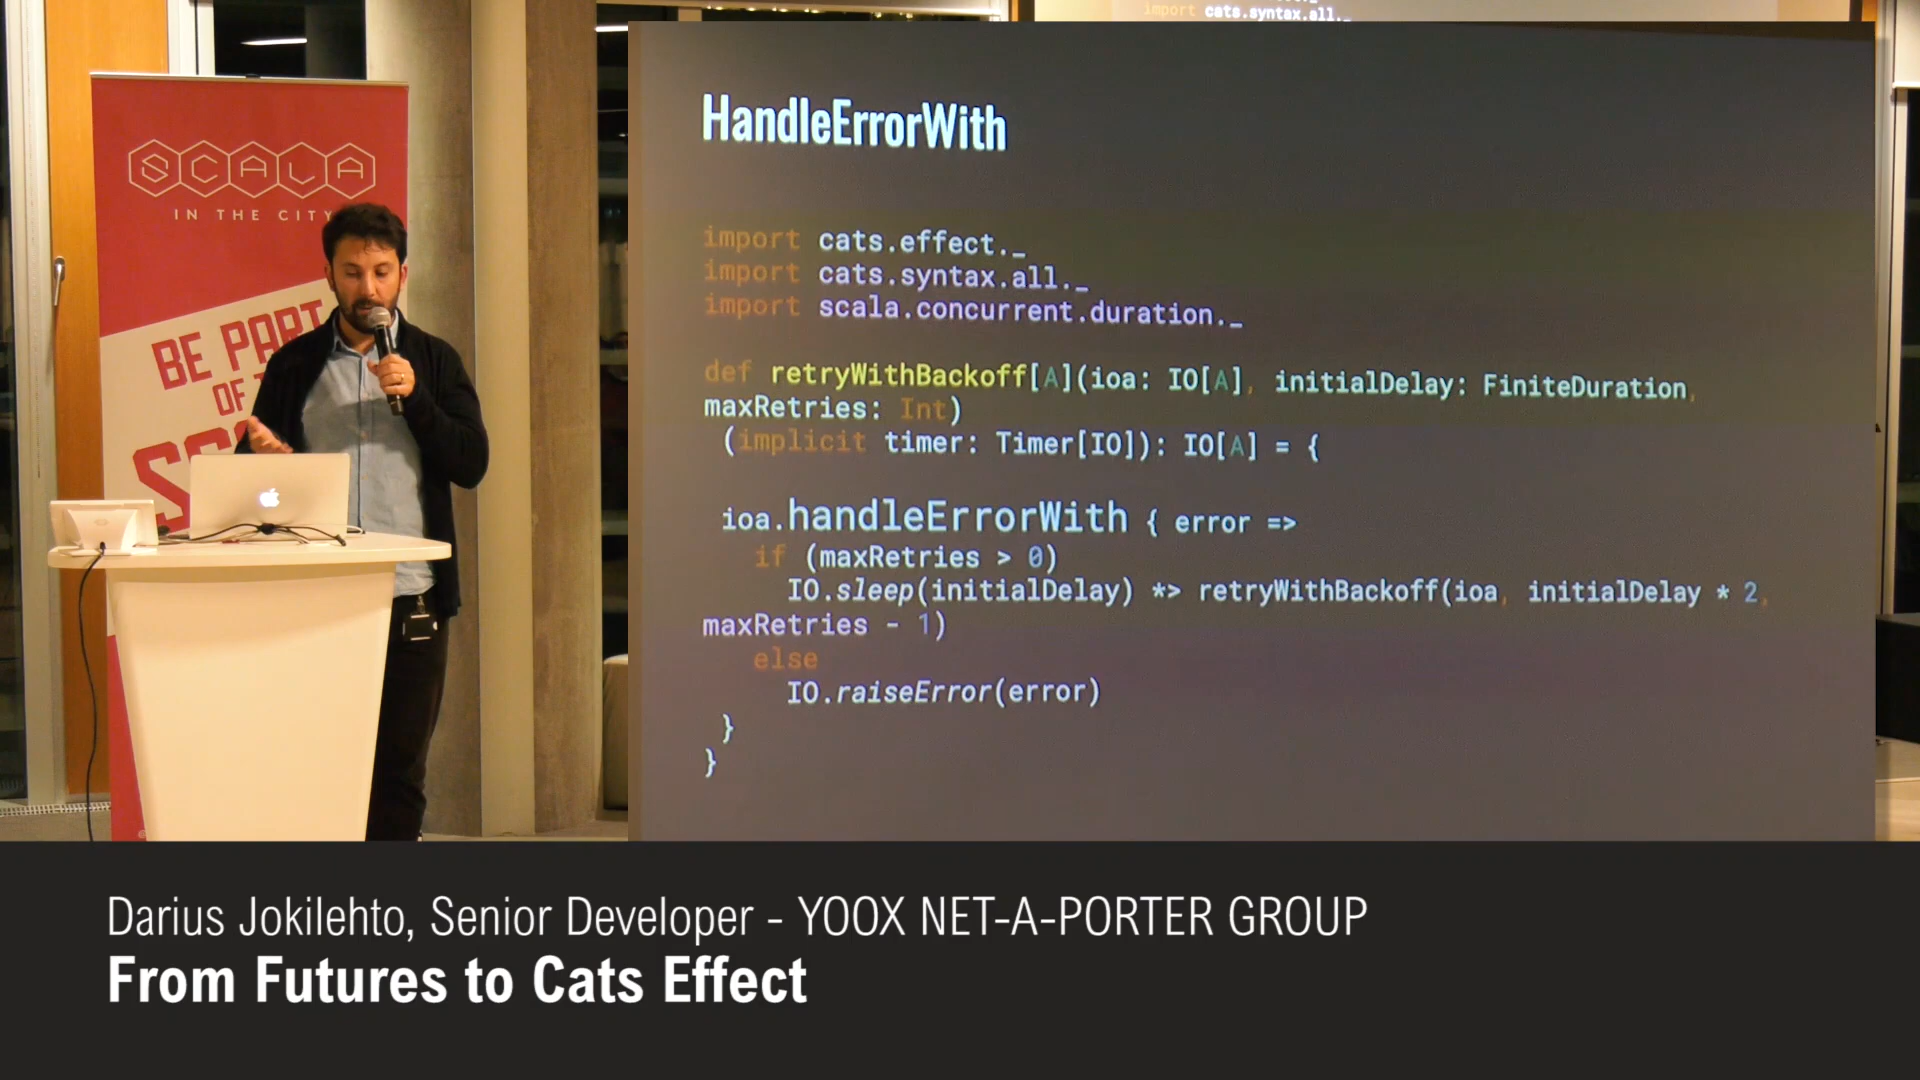 import cats.syntax.all._
SCALA
IN THE CITY
BE PART
OF
HandleErrorWith
import cats.effect._
import cats.syntax.all._
import scala.concurrent.duration._
def retryWithBackoff[A](ioa: IO[A], initialDelay: FiniteDuration,
maxRetries: Int)
(implicit timer: Timer[IO]): IO[A] = {
ioa.handleErrorWith { error =>
if (maxRetries > 0)
IO.sleep(initialDelay) *> retryWithBackoff(ioa, initialDelay * 2,
maxRetries - 1)
else
IO.raiseError(error)
}
}
Darius Jokilehto, Senior Developer - YOOX NET-A-PORTER GROUP
From Futures to Cats Effect